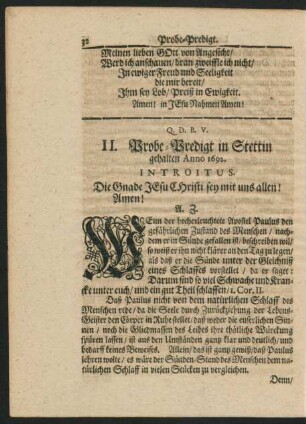 32 Probe-Predigt.
Meinen lieben GOtt von Angesicht/
Werd ich anschauen/ dran zweiffle ich nicht/
In ewiger Freud und Seeligkeit
die mir bereit/
Ihm sey Lob/ Preiß in Ewigkeit.
Amen! in JEsu Nahmen Amen!
Q. D. B. V.
II. Probe-Predigt in Stettin
gehalten Anno 1692.
INTROITUS.
Die Gnade JEsu CHristi sey mit uns allen!
Amen!
A. Z.
WEnn der hocherleuchtete Apostel Paulus den
gefährlichen Zustand des Menschen/ nach-
dem er in Sünde gefallen ist/ beschreiben wil/
so weiß er ihn nicht klärer an den Tag zu legen/
als daß er die Sünde unter der Gleichniß
eines Schlaffes vorstellet/ da er saget:
Darum sind so viel Schwache und Kran-
cke unter euch/ und ein gut Theil schlaffen/ 1. Cor. 11.
Daß Paulus nicht von dem natürlichen Schlaff des
Menschen rede/ da die Seele durch Zurückziehung der Lebens-
Geister den Cörper in Ruhe stellet/ daß weder die euserlichen Sin-
nen/ noch die Gliedmassen des Leibes ihre thätliche Würckung
spüren lassen/ ist aus den Umständen gantz klar und deutlich/ und
bedarff keines Beweises. Allein/ das ist gantz gewiß/ daß Paulus
lehren wolte/ es wäre der Sünden-Stand des Menschen dem na-
türlichen Schlaff in vielen Stücken zu vergleichen.
Denn/